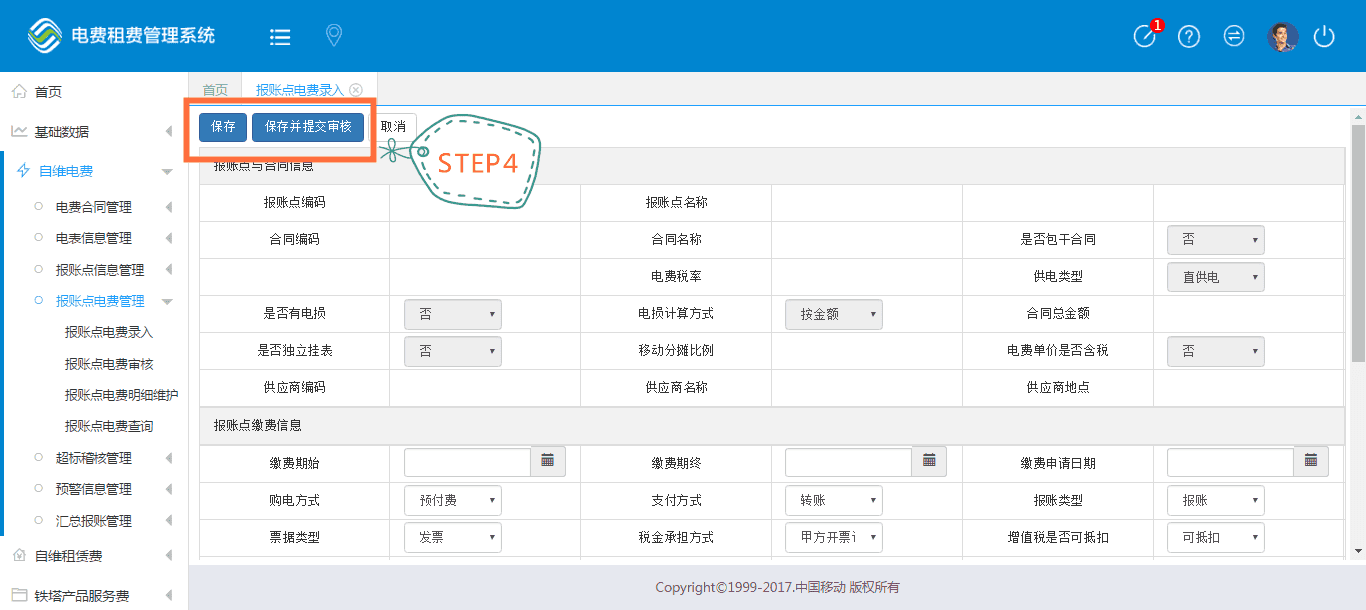 电费租费管理系统
1
首页
报账点电费录入
首页
基础数据
自维电费
电费合同管理
电表信息管理
报账点信息管理
报账点电费管理
报账点电费录入
报账点电费审核
报账点电费明细维护
报账点电费查询
超标稽核管理
预警信息管理
汇总报账管理
自维租赁费
铁塔产品服务费
保存 保存并提交审核 取消
STEP4
报账点与合同信息
报账点编码 报账点名称
合同编码 合同名称 是否包干合同 否
电费税率 供电类型 直供电
是否有电损 否 电损计算方式 按金额 合同总金额
是否独立挂表 否 移动分摊比例 电费单价是否含税 否
供应商编码 供应商名称 供应商地点
报账点缴费信息
缴费期始 缴费期终 缴费申请日期
购电方式 预付费 支付方式 转账 报账类型 报账
票据类型 发票 税金承担方式 甲方开票 增值税是否可抵扣 可抵扣
Copyright©1999-2017.中国移动 版权所有